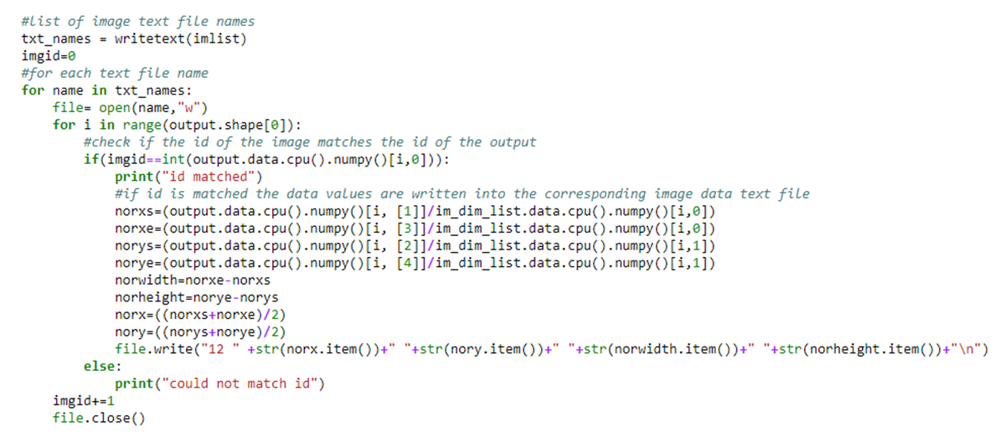 #list of image text file names
txt_names = writetext(imlist)
imgid=0
#for each text file name
for name in txt_names:
    file= open(name,"w")
    for i in range(output.shape[0]):
        #check if the id of the image matches the id of the output
        if(imgid==int(output.data.cpu().numpy()[i,0])):
            print("id matched")
            #if id is matched the data values are written into the corresponding image data text file
            norxs=(output.data.cpu().numpy()[i, [1]]/im_dim_list.data.cpu().numpy()[i,0])
            norxe=(output.data.cpu().numpy()[i, [3]]/im_dim_list.data.cpu().numpy()[i,0])
            norys=(output.data.cpu().numpy()[i, [2]]/im_dim_list.data.cpu().numpy()[i,1])
            norye=(output.data.cpu().numpy()[i, [4]]/im_dim_list.data.cpu().numpy()[i,1])
            norwidth=norxe-norxs
            norheight=norye-norys
            norx=((norxs+norxe)/2)
            nory=((norys+norye)/2)
            file.write("12 " +str(norx.item())+" "+str(nory.item())+" "+str(norwidth.item())+" "+str(norheight.item())+"\n")
        else:
            print("could not match id")
    imgid+=1
    file.close()